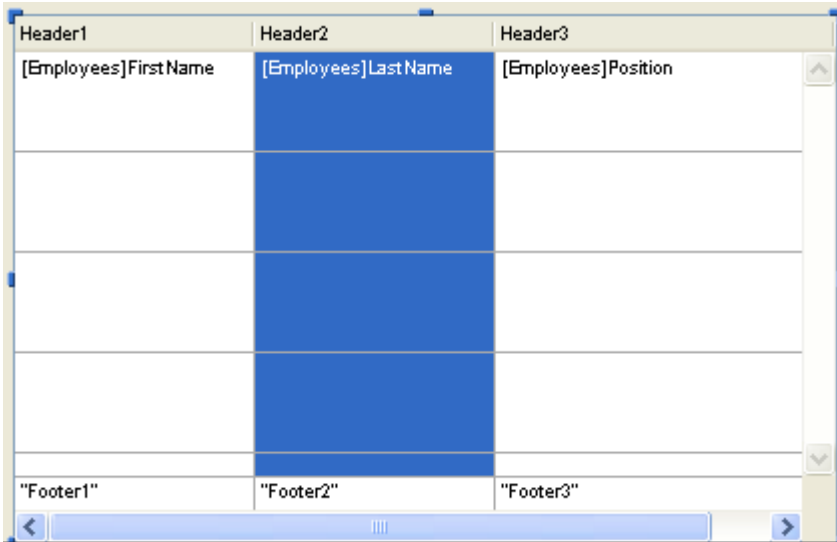 Header1 Header2 Header3
[Employees]FirstName [Employees]LastName [Employees]Position
"Footer1" "Footer2" "Footer3"